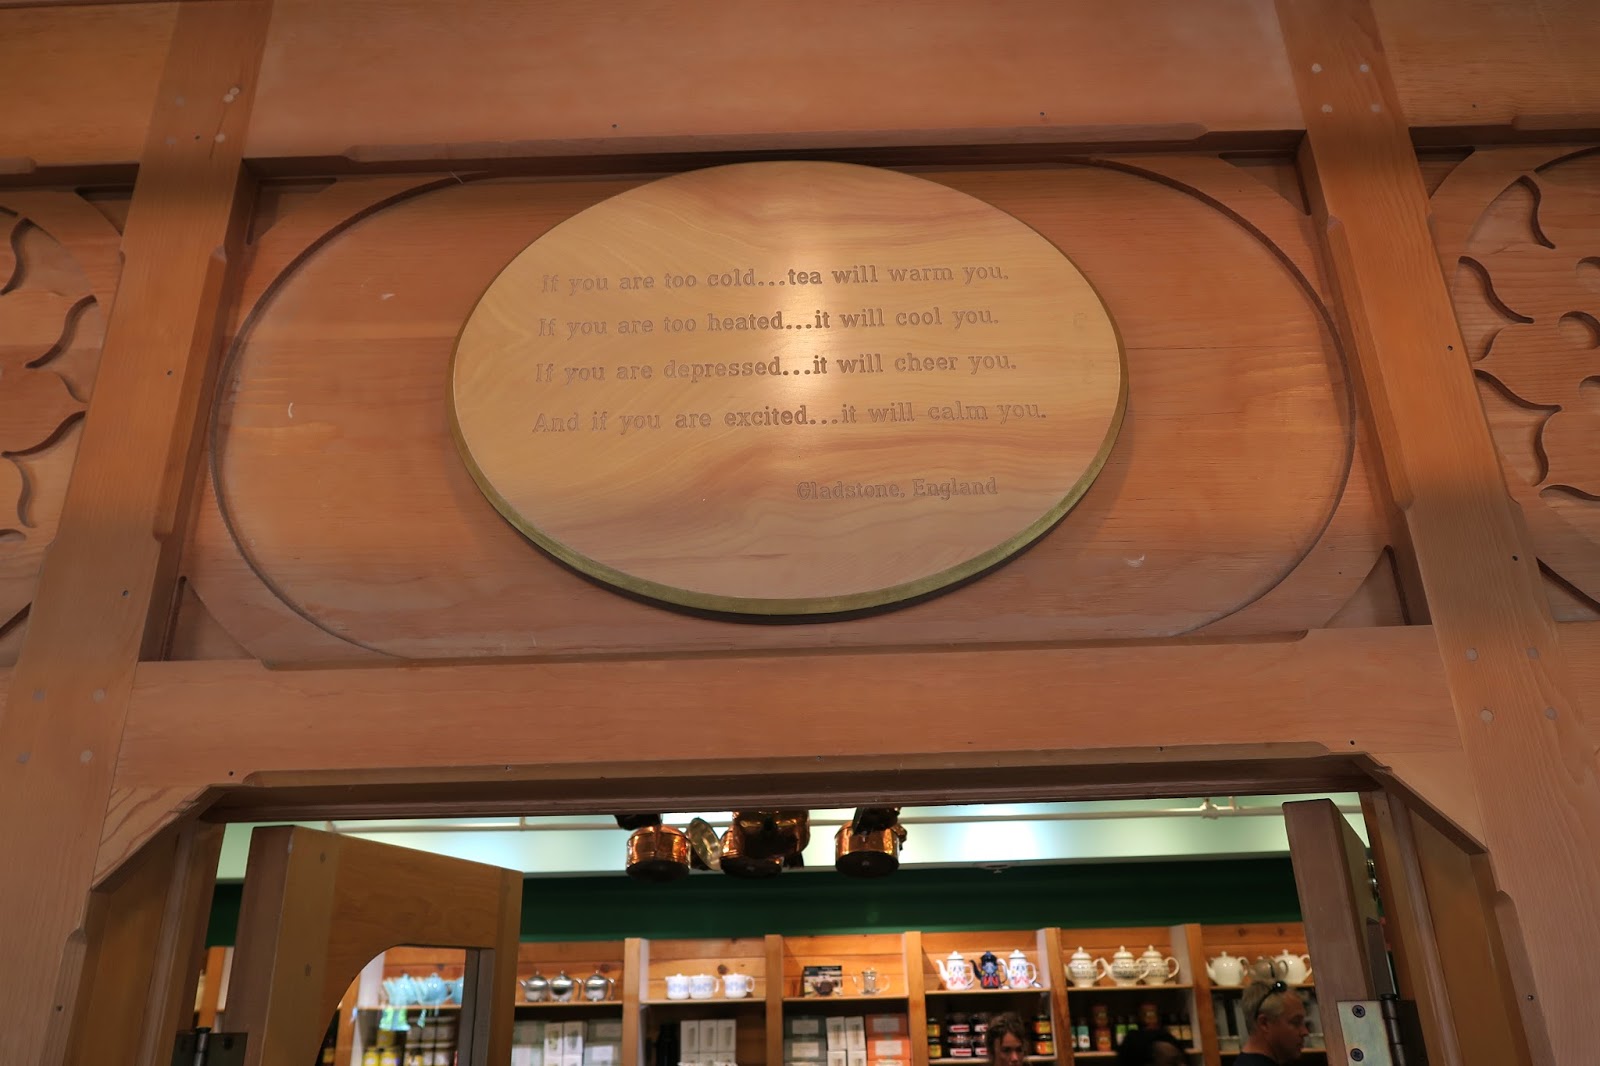 If you are too cold...tea will warm you.
If you are too heated...it will cool you.
If you are depressed...it will cheer you.
And if you are excited...it will calm you.
Gladstone, England